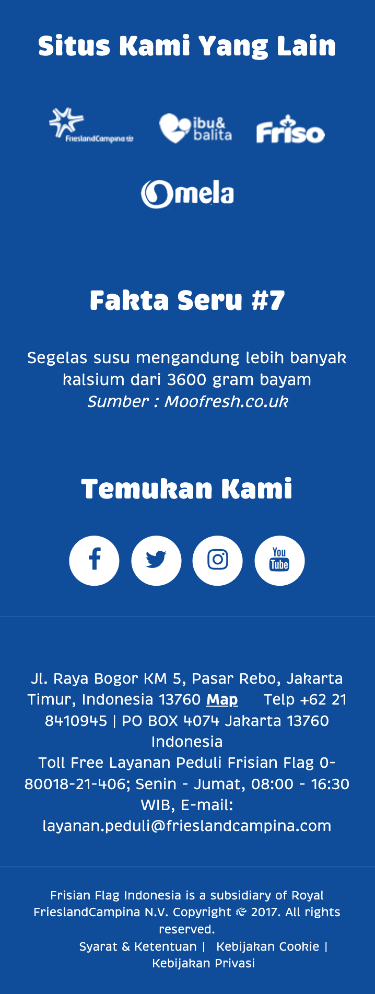 Situs Kami Yang Lain
FrieslandCampina
ibu&
balita
Friso
Omela
Fakta Seru #7
Segelas susu mengandung lebih banyak
kalsium dari 3600 gram bayam
Sumber : Moofresh.co.uk
Temukan Kami
You
Tube
Jl. Raya Bogor KM 5, Pasar Rebo, Jakarta
Timur, Indonesia 13760 Map Telp +62 21
8410945 | PO BOX 4074 Jakarta 13760
Indonesia
Toll Free Layanan Peduli Frisian Flag 0-
80018-21-406; Senin - Jumat, 08:00 - 16:30
WIB, E-mail:
layanan.peduli@frieslandcampina.com
Frisian Flag Indonesia is a subsidiary of Royal
FrieslandCampina N.V. Copyright & 2017. All rights
reserved.
Syarat & Ketentuan | Kebijakan Cookie |
Kebijakan Privasi